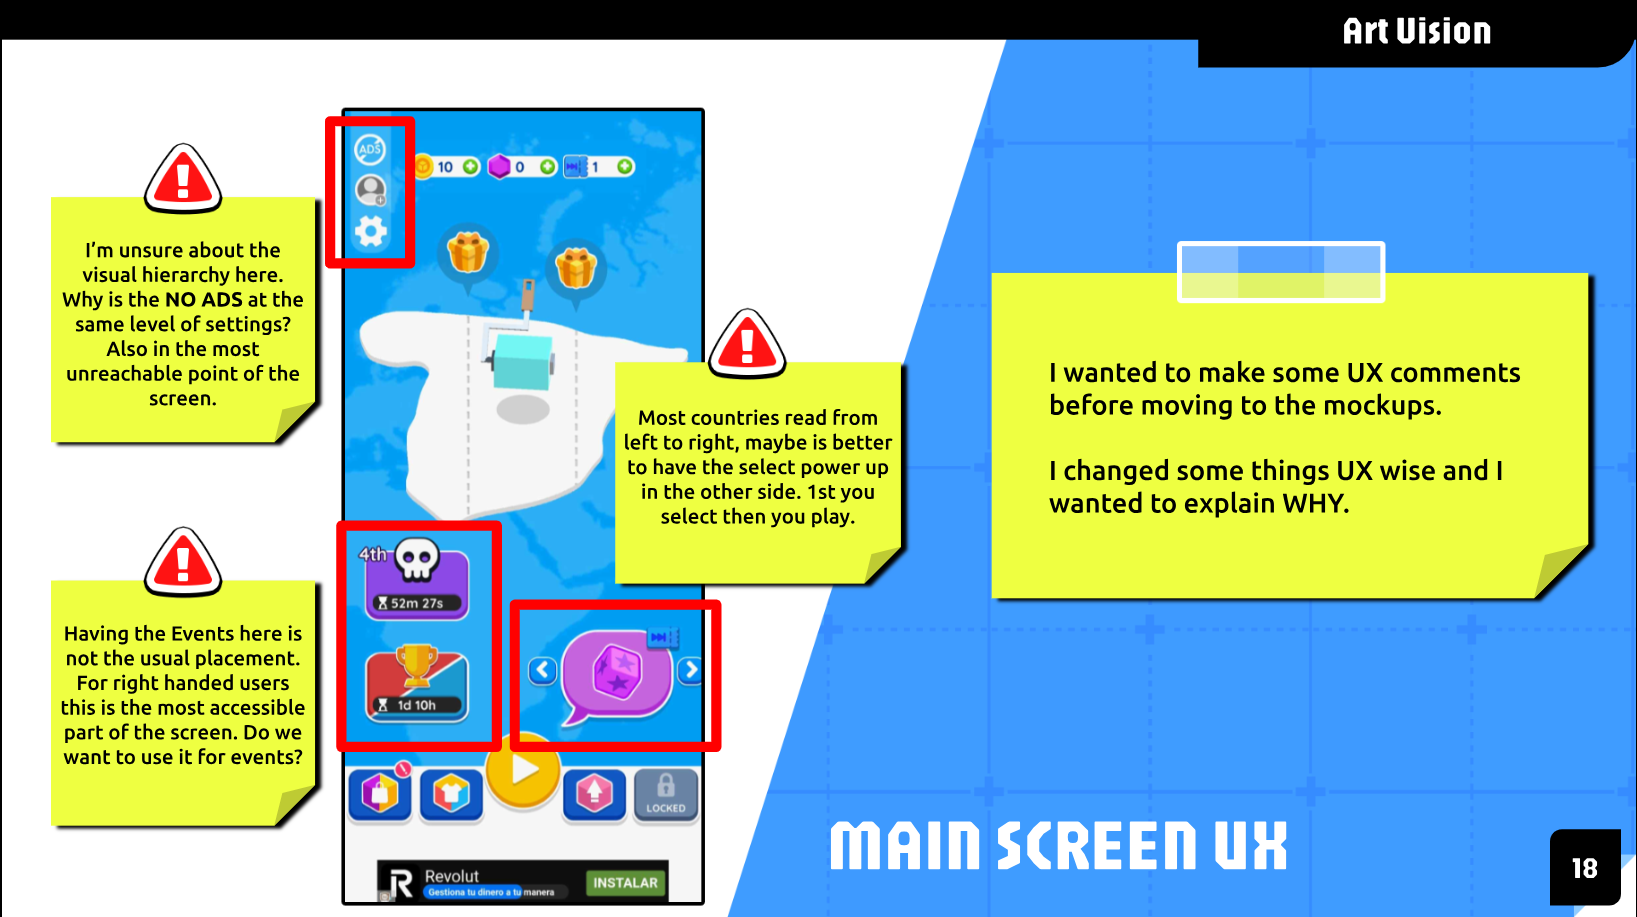 Art Vision
I'm unsure about the
visual hierarchy here.
Why is the NO ADS at the
same level of settings?
Also in the most
unreachable point of the
screen.
ADS
10
0
1
Most countries read from
left to right, maybe is better
to have the select power up
in the other side. 1st you
select then you play.
I wanted to make some UX comments
before moving to the mockups.
I changed some things UX wise and I
wanted to explain WHY.
Having the Events here is
not the usual placement.
For right handed users
this is the most accessible
part of the screen. Do we
want to use it for events?
4th
52m 27s
1d 10h
LOCKED
Revolut
Gestiona tu dinero a tu manera
INSTALAR
MAIN SCREEN UX
18